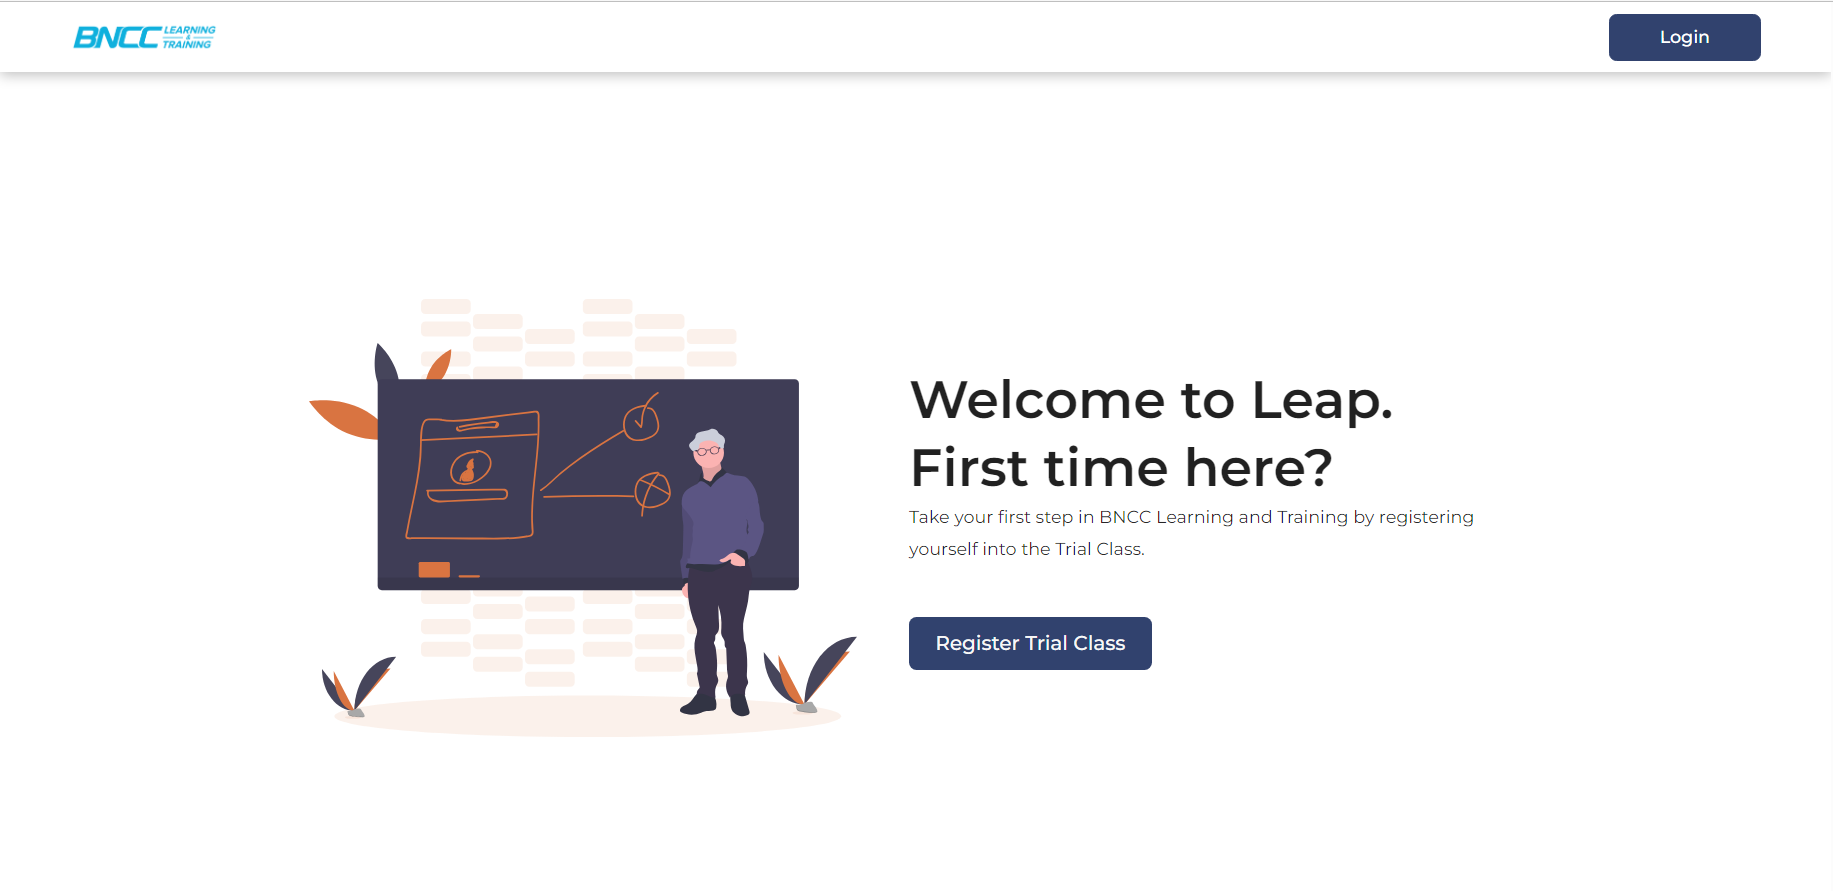 BNCC LEARNING & TRAINING
Login
Welcome to Leap.
First time here?
Take your first step in BNCC Learning and Training by registering
yourself into the Trial Class.
Register Trial Class